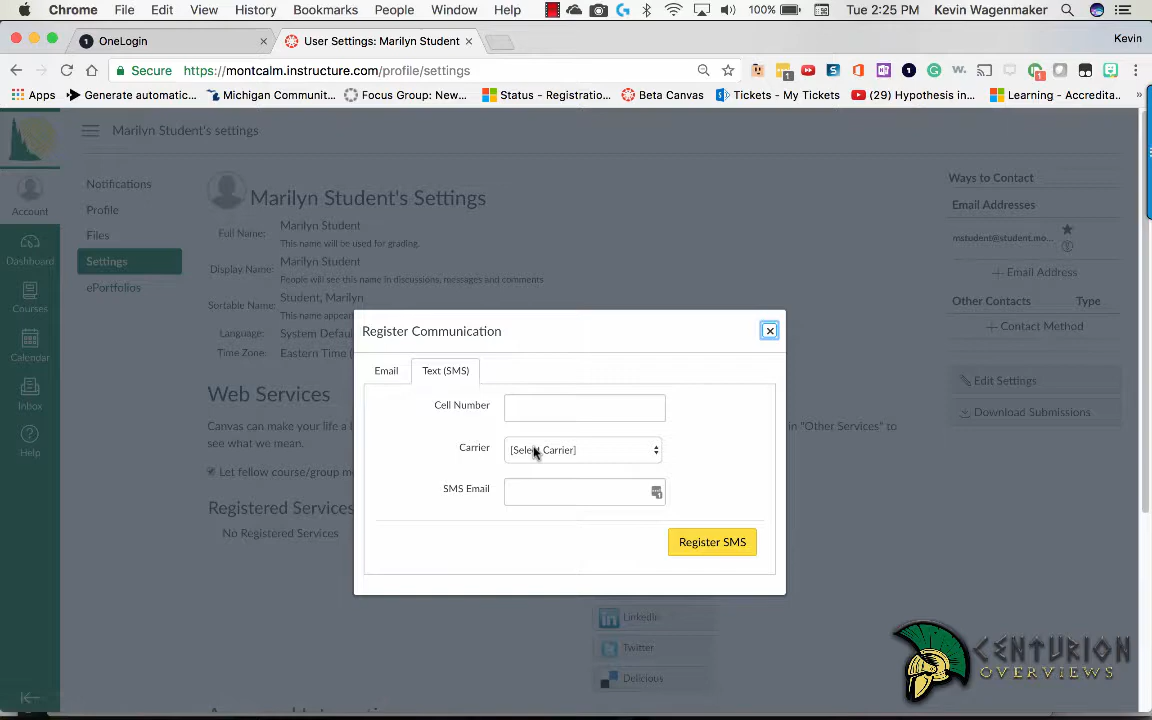 Chrome File Edit View History Bookmarks People Window Help 100% Tue 2:25 PM Kevin Wagenmaker
OneLogin × User Settings: Marilyn Student × Kevin
Secure https://montcalm.instructure.com/profile/settings
Apps Generate automatic... Michigan Communit... Focus Group: New... Status - Registratio... Beta Canvas Tickets - My Tickets (29) Hypothesis in... Learning - Accredita... »
Marilyn Student's settings
Account
Dashboard
Courses
Calendar
Inbox
Help
Notifications
Profile
Files
Settings
ePortfolios
Marilyn Student's Settings
Full Name: Marilyn Student
This name will be used for grading.
Display Name: Marilyn Student
People will see this name in discussions, messages and comments
Sortable Name: Student, Marilyn
This name appear
Language: System Defau
Time Zone: Eastern Time (
Web Services
Canvas can make your life a l
in "Other Services" to
see what we mean.
Let fellow course/group m
Registered Services
No Registered Services
Ways to Contact
Email Addresses
mstudent@student.mo...
+ Email Address
Other Contacts Type
+ Contact Method
Edit Settings
Download Submissions
Register Communication
×
Email Text (SMS)
Cell Number
Carrier [Select Carrier]
SMS Email
Register SMS
LinkedIn
Twitter
Delicious
CENTURION
OVERVIEWS